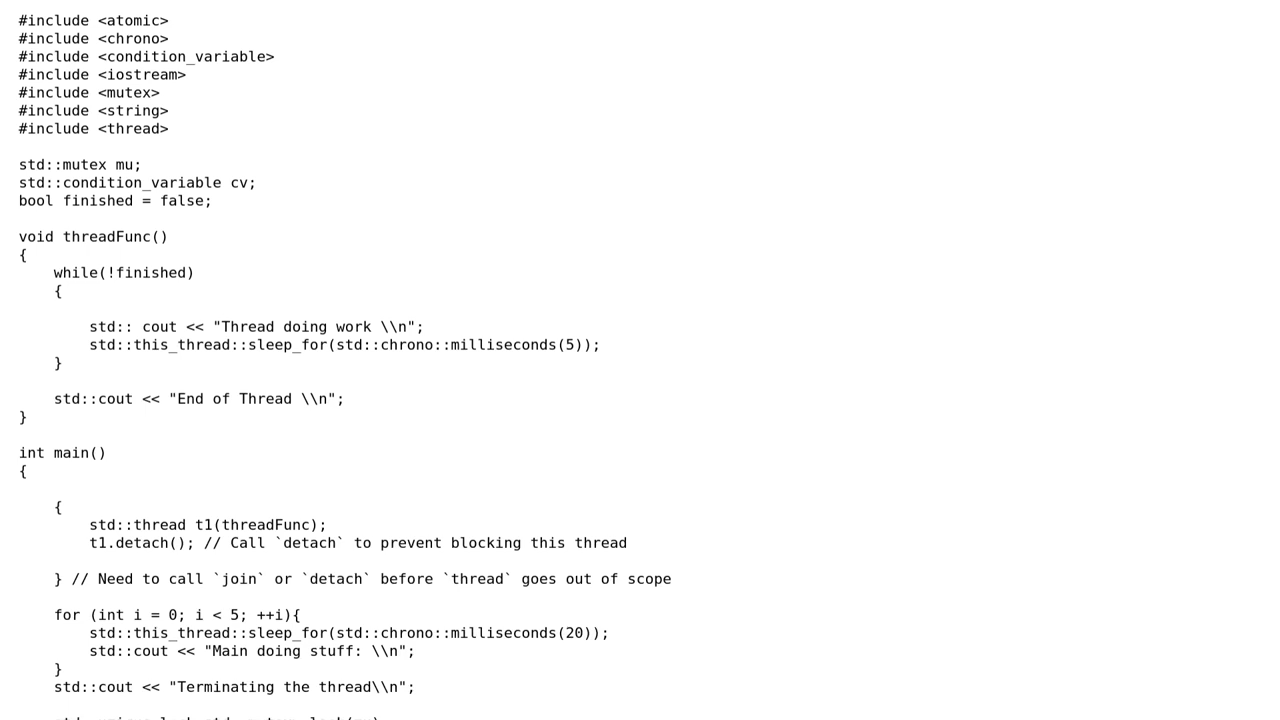 #include <atomic>
#include <chrono>
#include <condition_variable>
#include <iostream>
#include <mutex>
#include <string>
#include <thread>

std::mutex mu;
std::condition_variable cv;
bool finished = false;

void threadFunc()
{
    while(!finished)
    {

        std:: cout << "Thread doing work \\n";
        std::this_thread::sleep_for(std::chrono::milliseconds(5));
    }

    std::cout << "End of Thread \\n";
}

int main()
{

    {
        std::thread t1(threadFunc);
        t1.detach(); // Call `detach` to prevent blocking this thread

    } // Need to call `join` or `detach` before `thread` goes out of scope

    for (int i = 0; i < 5; ++i){
        std::this_thread::sleep_for(std::chrono::milliseconds(20));
        std::cout << "Main doing stuff: \\n";
    }
    std::cout << "Terminating the thread\\n";